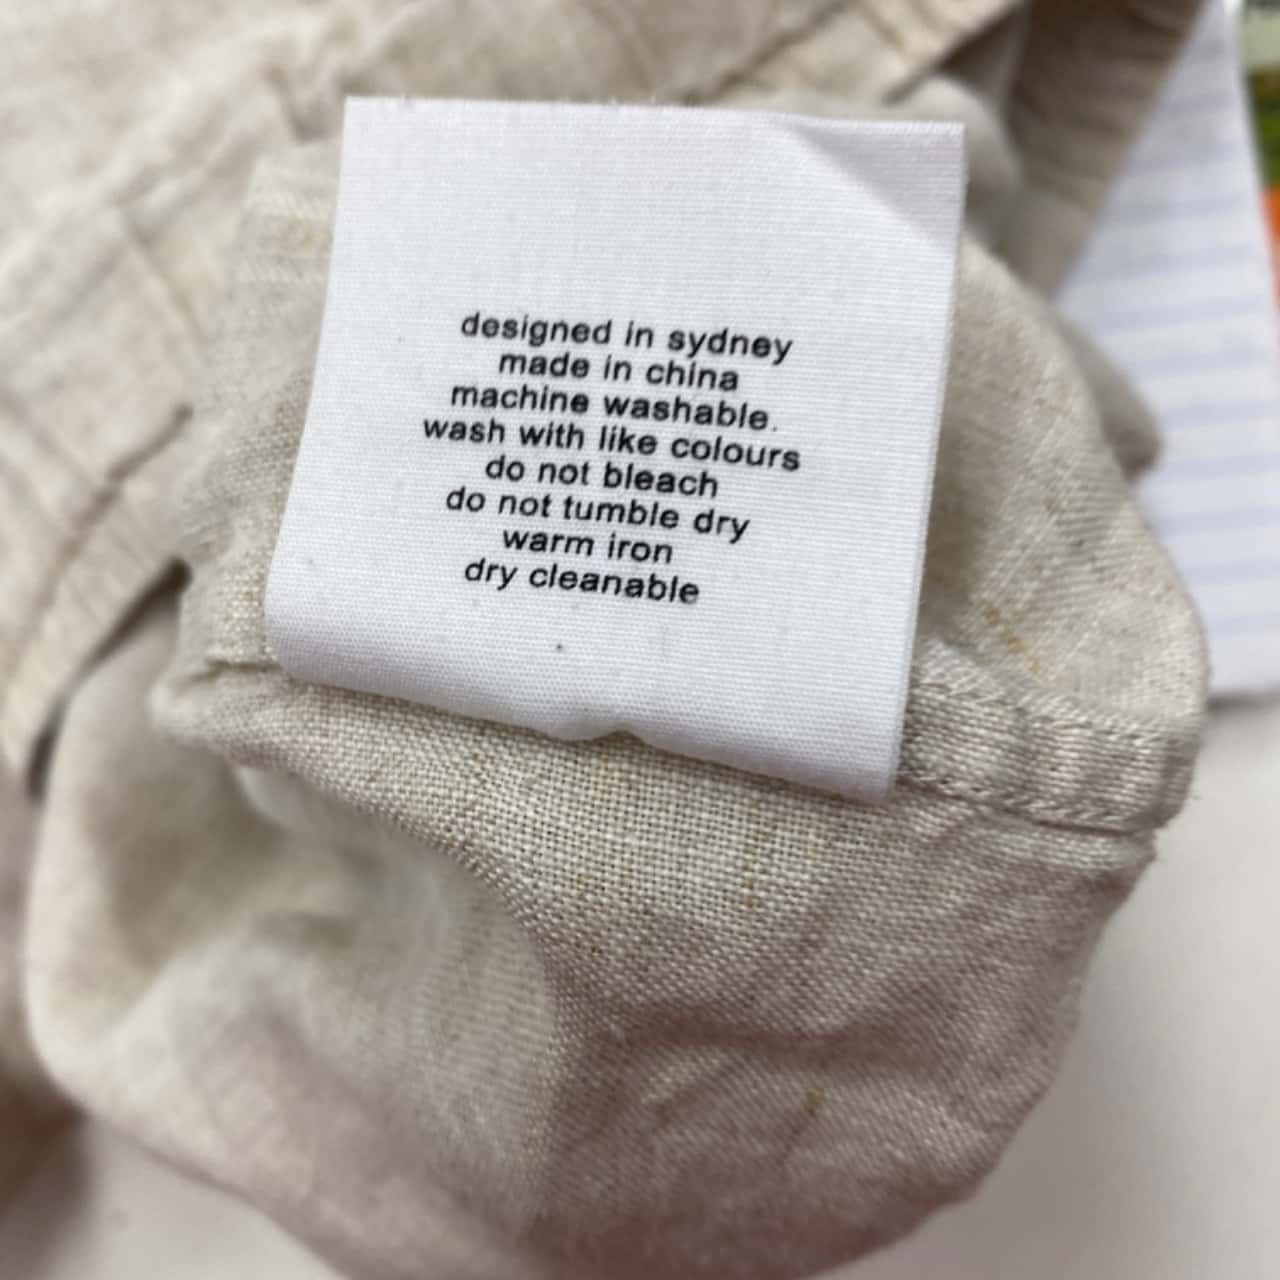 designed in sydney
made in china
machine washable.
wash with like colours
do not bleach
do not tumble dry
warm iron
dry cleanable